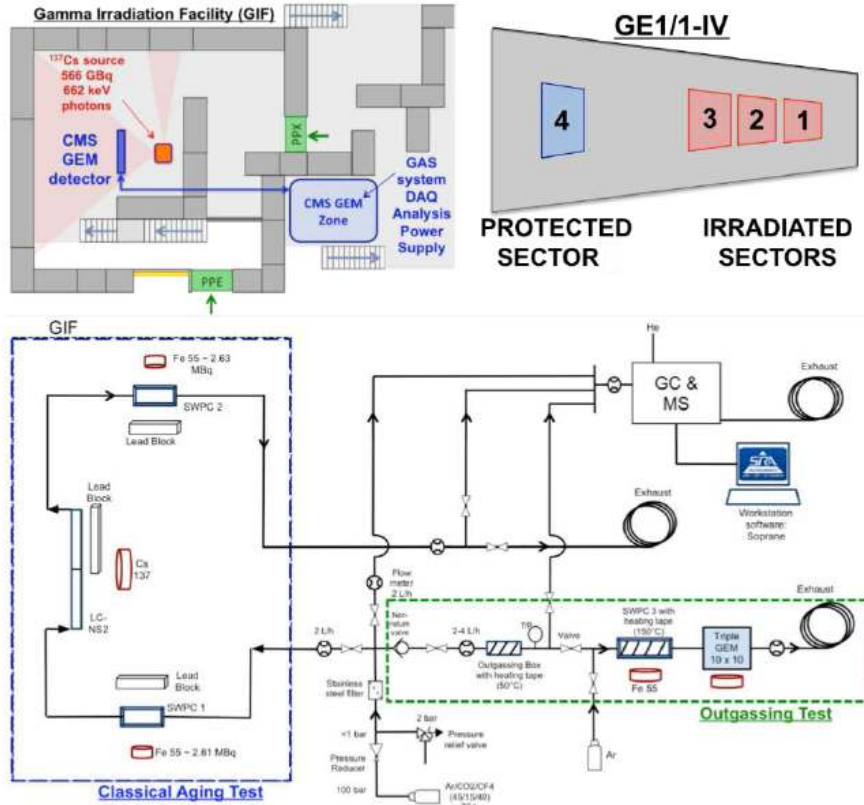 Gamma Irradiation Facility (GIF)
137Cs source
566 GBq
662 keV
photons
CMS
GEM
detector
PPX
GAS
system
DAQ
Analysis
Power
Supply
CMS GEM
Zone
PPE
GE1/1-IV
4
3
2
1
PROTECTED
SECTOR
IRRADIATED
SECTORS
GIF
Fe 55 ~ 2.63
MBq
SWPC 2
Lead Block
Lead
Block
Cs
137
LC-
NS2
Lead
Block
SWPC 1
Fe 55 ~ 2.61 MBq
Classical Aging Test
He
GC &
MS
Exhaust
SRA
Workstation
software:
Soprane
Exhaust
Flow
meter
2 L/h
Non-
return
valve
2 L/h
2-4 L/h
T/P
Valve
Outgassing Box
with heating tape
(50°C)
SWPC 3 with
heating tape
(150°C)
Triple
GEM
10 x 10
Exhaust
Fe 55
Outgassing Test
Stainless
steel filter
<1 bar
2 bar
Pressure
relief valve
Pressure
Reducer
100 bar
Ar/CO2/CF4
(45/15/40)
Ar